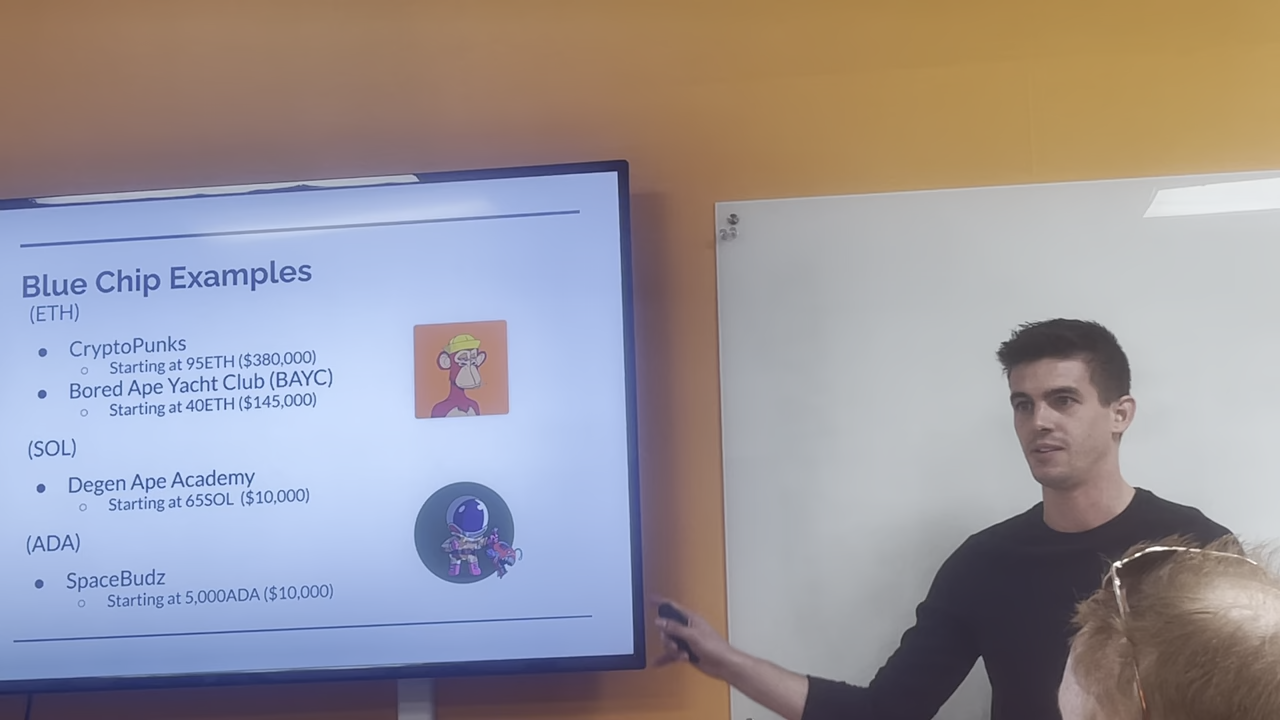 Blue Chip Examples
(ETH)
CryptoPunks
Starting at 95ETH ($380,000)
Bored Ape Yacht Club (BAYC)
Starting at 40ETH ($145,000)
(SOL)
Degen Ape Academy
Starting at 65SOL ($10,000)
(ADA)
SpaceBudz
Starting at 5,000ADA ($10,000)